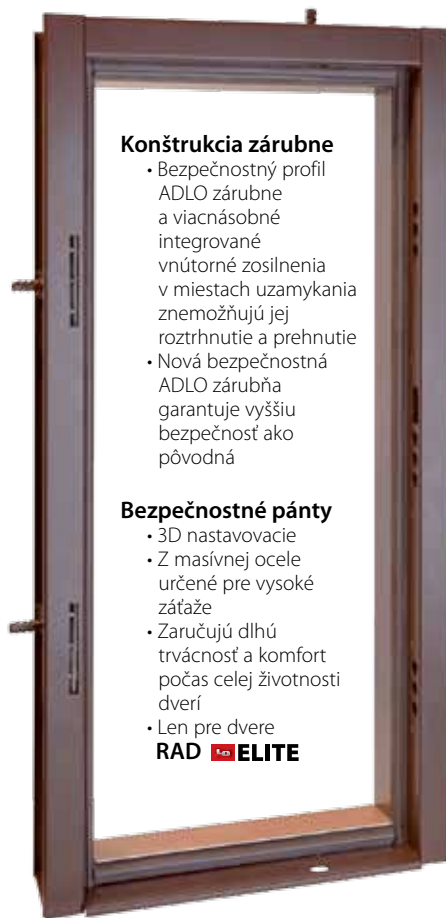 Konštrukcia zárubne
• Bezpečnostný profil
ADLO zárubne
a viacnásobné
integrované
vnútorné zosilnenia
v miestach uzamykania
znemožňujú jej
roztrhnutie a prehnutie
• Nová bezpečnostná
ADLO zárubňa
garantuje vyššiu
bezpečnosť ako
pôvodná
Bezpečnostné pánty
• 3D nastavovacie
• Z masívnej ocele
určené pre vysoké
záťaže
• Zaručujú dlhú
trvácnosť a komfort
počas celej životnosti
dverí
• Len pre dvere
RAD ELITE